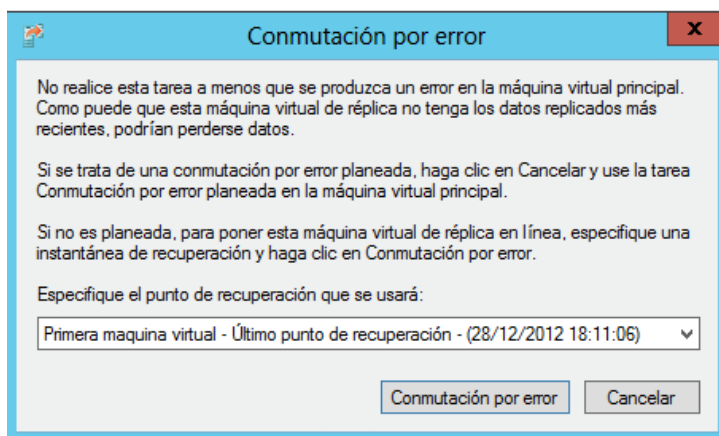 Conmutación por error
x
No realice esta tarea a menos que se produzca un error en la máquina virtual principal.
Como puede que esta máquina virtual de réplica no tenga los datos replicados más
recientes, podrían perderse datos.
Si se trata de una conmutación por error planeada, haga clic en Cancelar y use la tarea
Conmutación por error planeada en la máquina virtual principal.
Si no es planeada, para poner esta máquina virtual de réplica en línea, especifique una
instantánea de recuperación y haga clic en Conmutación por error.
Especifique el punto de recuperación que se usará:
Primera maquina virtual - Último punto de recuperación - (28/12/2012 18:11:06)
Conmutación por error Cancelar